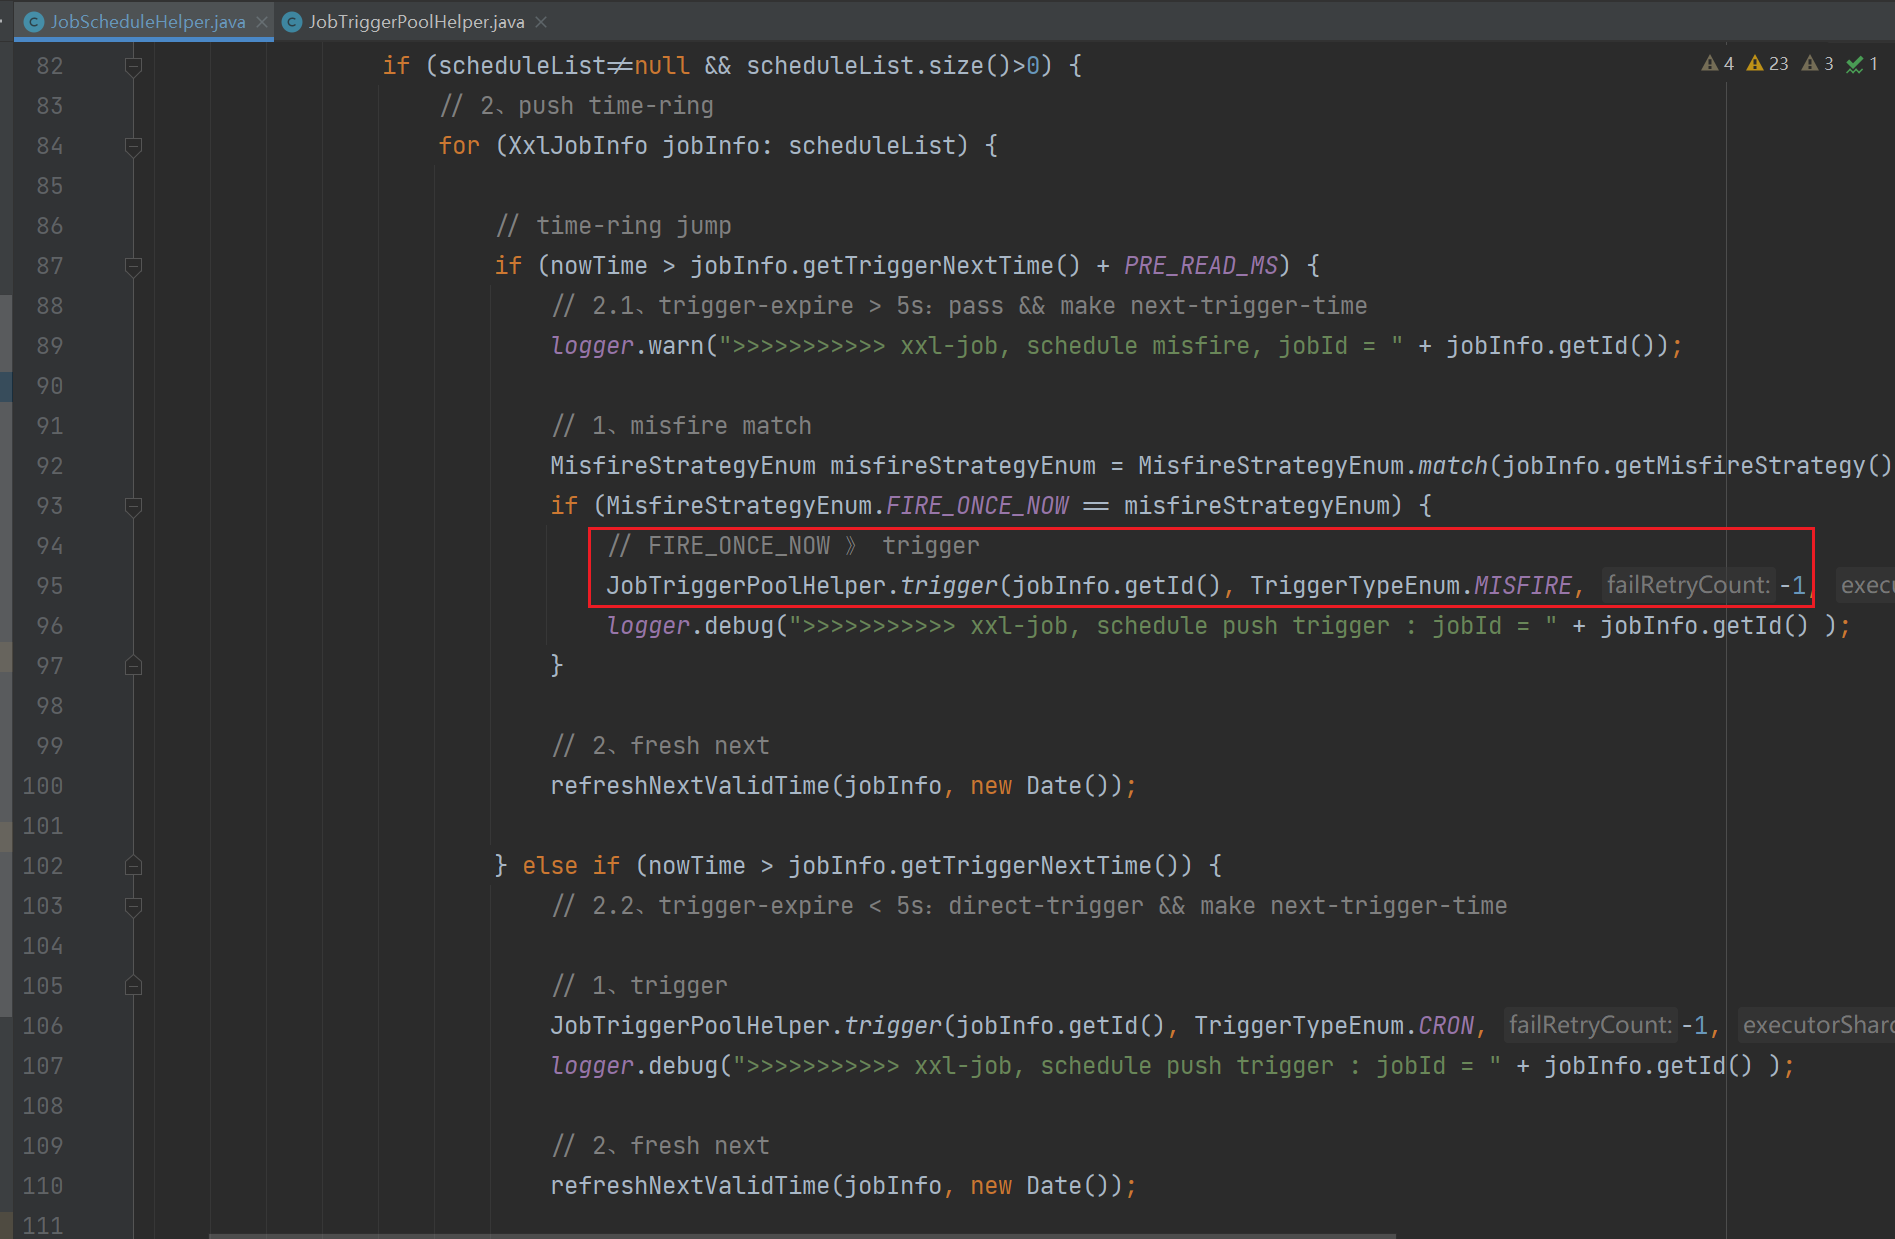 JobScheduleHelper.java JobTriggerPoolHelper.java
4 23 3 1
82 if (scheduleList!=null && scheduleList.size()>0) {
83 // 2、push time-ring
84 for (XxlJobInfo jobInfo: scheduleList) {
85
86 // time-ring jump
87 if (nowTime > jobInfo.getTriggerNextTime() + PRE_READ_MS) {
88 // 2.1、trigger-expire > 5s：pass && make next-trigger-time
89 logger.warn(">>>>>>>>>>> xxl-job, schedule misfire, jobId = " + jobInfo.getId());
90
91 // 1、misfire match
92 MisfireStrategyEnum misfireStrategyEnum = MisfireStrategyEnum.match(jobInfo.getMisfireStrategy()
93 if (MisfireStrategyEnum.FIRE_ONCE_NOW == misfireStrategyEnum) {
94 // FIRE_ONCE_NOW 》 trigger
95 JobTriggerPoolHelper.trigger(jobInfo.getId(), TriggerTypeEnum.MISFIRE, failRetryCount: -1, execu
96 logger.debug(">>>>>>>>>>> xxl-job, schedule push trigger : jobId = " + jobInfo.getId() );
97 }
98
99 // 2、fresh next
100 refreshNextValidTime(jobInfo, new Date());
101
102 } else if (nowTime > jobInfo.getTriggerNextTime()) {
103 // 2.2、trigger-expire < 5s：direct-trigger && make next-trigger-time
104
105 // 1、trigger
106 JobTriggerPoolHelper.trigger(jobInfo.getId(), TriggerTypeEnum.CRON, failRetryCount: -1, executorShard
107 logger.debug(">>>>>>>>>>> xxl-job, schedule push trigger : jobId = " + jobInfo.getId() );
108
109 // 2、fresh next
110 refreshNextValidTime(jobInfo, new Date());
111